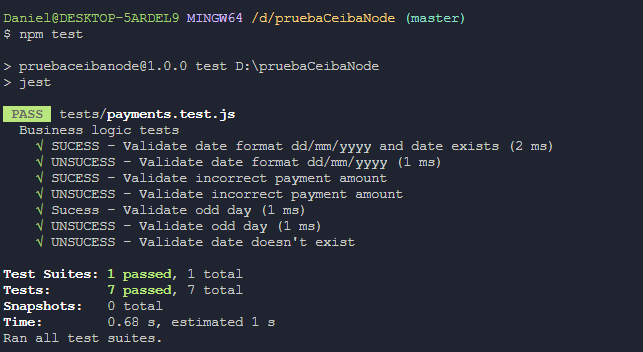 Daniel@DESKTOP-5ARDEL9 MINGW64 /d/pruebaCeibaNode (master)
$ npm test
> pruebaceibanode@1.0.0 test D:\pruebaCeibaNode
> jest
PASS tests/payments.test.js
Business logic tests
√ SUCESS - Validate date format dd/mm/yyyy and date exists (2 ms)
√ UNSUCESS - Validate date format dd/mm/yyyy (1 ms)
√ SUCESS - Validate incorrect payment amount
√ UNSUCESS - Validate incorrect payment amount
√ Sucess - Validate odd day (1 ms)
√ UNSUCESS - Validate odd day (1 ms)
√ UNSUCESS - Validate date doesn't exist
Test Suites: 1 passed, 1 total
Tests: 7 passed, 7 total
Snapshots: 0 total
Time: 0.68 s, estimated 1 s
Ran all test suites.